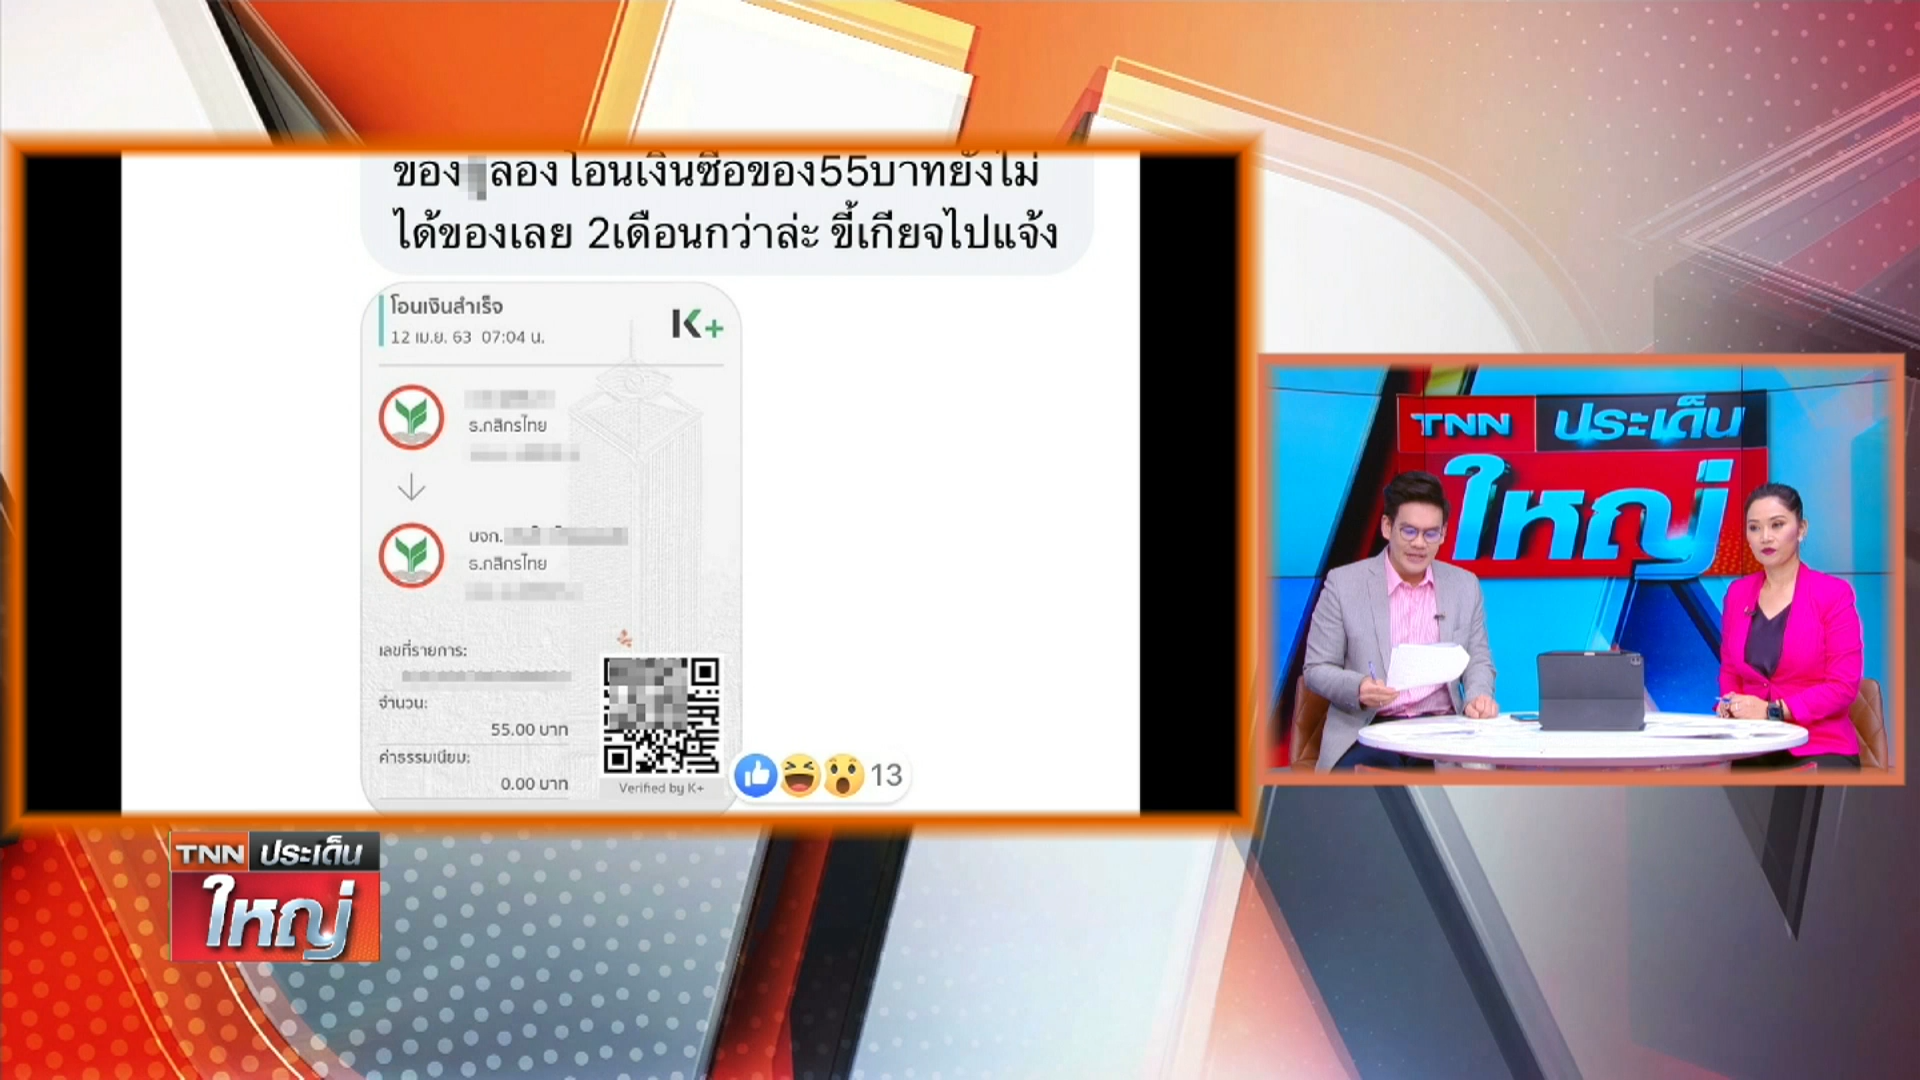 ของ ลอง โอนเงินซื้อของ55บาทยังไม่
ได้ของเลย 2เดือนกว่าล่ะ ขี้เกียจไปแจ้ง
โอนเงินสำเร็จ
12 เม.ย. 63 07:04 น.
K+
ธ.กสิกรไทย
บจก.
ธ.กสิกรไทย
เลขที่รายการ:
จำนวน:
55.00 บาท
ค่าธรรมเนียม:
0.00 บาท
Verified by K+
13
TNN ประเด็น
ใหญ่
TNN ประเด็น
ใหญ่